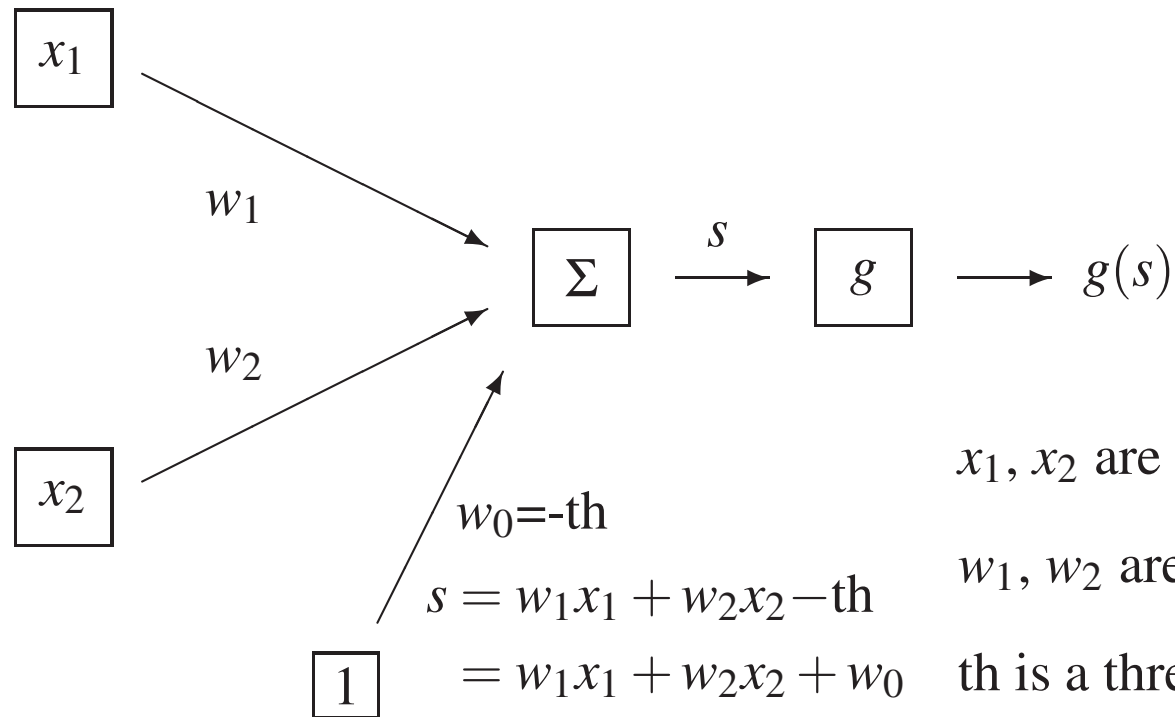 x₁
w₁
s
Σ
g
g(s)
w₂
x₂
x₁, x₂ are
w₀=-th
w₁, w₂ are
s = w₁x₁ + w₂x₂−th
1
= w₁x₁ + w₂x₂ + w₀
th is a